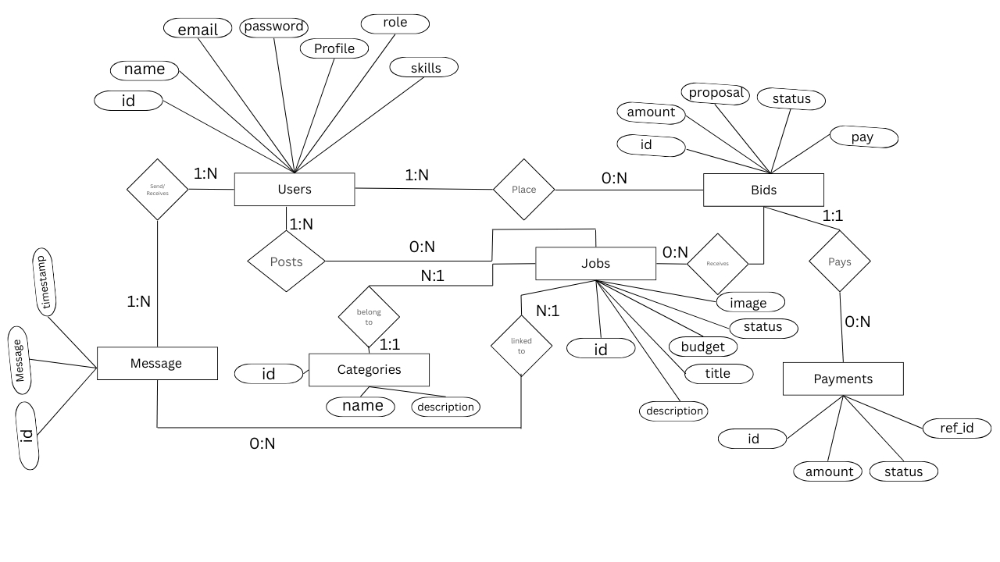 email
password
role
Profile
name
skills
id
proposal
status
amount
id
pay
1:N
1:N
0:N
Send/
Receives
Users
Place
Bids
1:1
1:N
0:N
0:N
Posts
Jobs
Receives
Pays
timestamp
N:1
1:N
belong
to
N:1
image
0:N
status
linked
to
1:1
id
budget
Message
Message
Categories
id
title
Payments
name
description
description
id
0:N
id
ref_id
amount
status